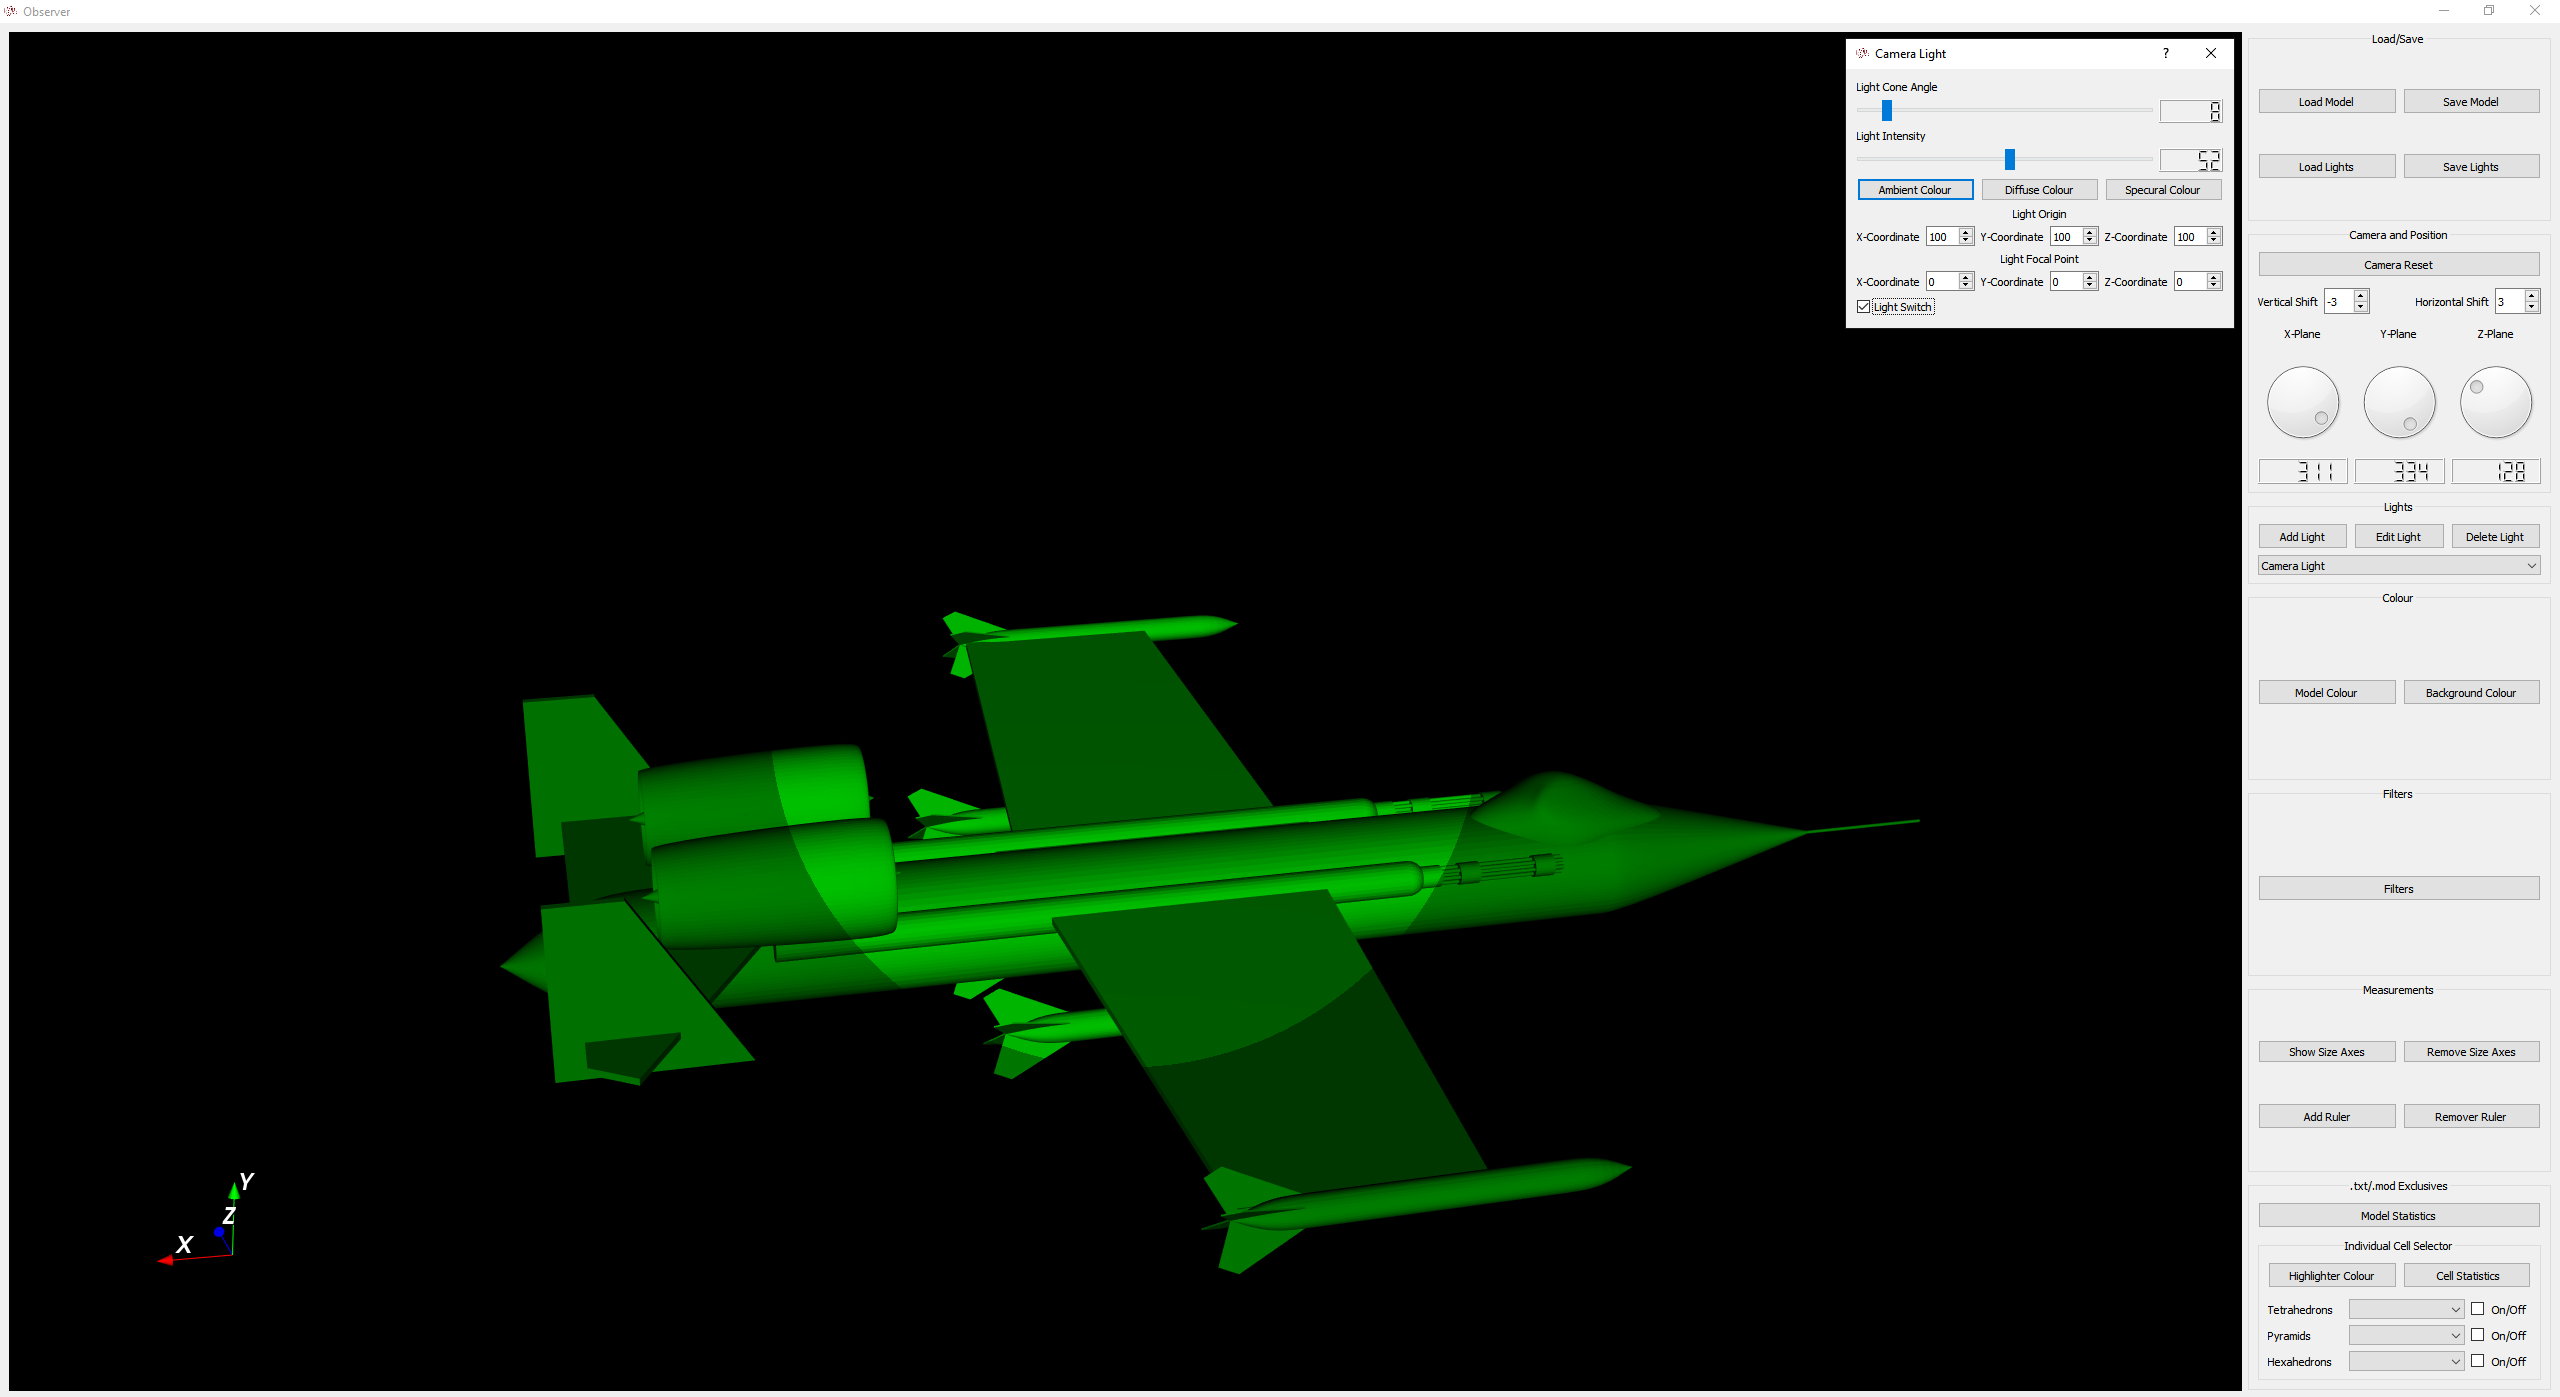 Observer
Camera Light
Light Cone Angle
8
Light Intensity
52
Ambient Colour Diffuse Colour Specural Colour
Light Origin
X-Coordinate 100 Y-Coordinate 100 Z-Coordinate 100
Light Focal Point
X-Coordinate 0 Y-Coordinate 0 Z-Coordinate 0
Light Switch
Y
Z
X
Load/Save
Load Model Save Model
Load Lights Save Lights
Camera and Position
Camera Reset
Vertical Shift -3 Horizontal Shift 3
X-Plane Y-Plane Z-Plane
311 334 128
Lights
Add Light Edit Light Delete Light
Camera Light
Colour
Model Colour Background Colour
Filters
Filters
Measurements
Show Size Axes Remove Size Axes
Add Ruler Remover Ruler
.txt/.mod Exclusives
Model Statistics
Individual Cell Selector
Highlighter Colour Cell Statistics
Tetrahedrons On/Off
Pyramids On/Off
Hexahedrons On/Off